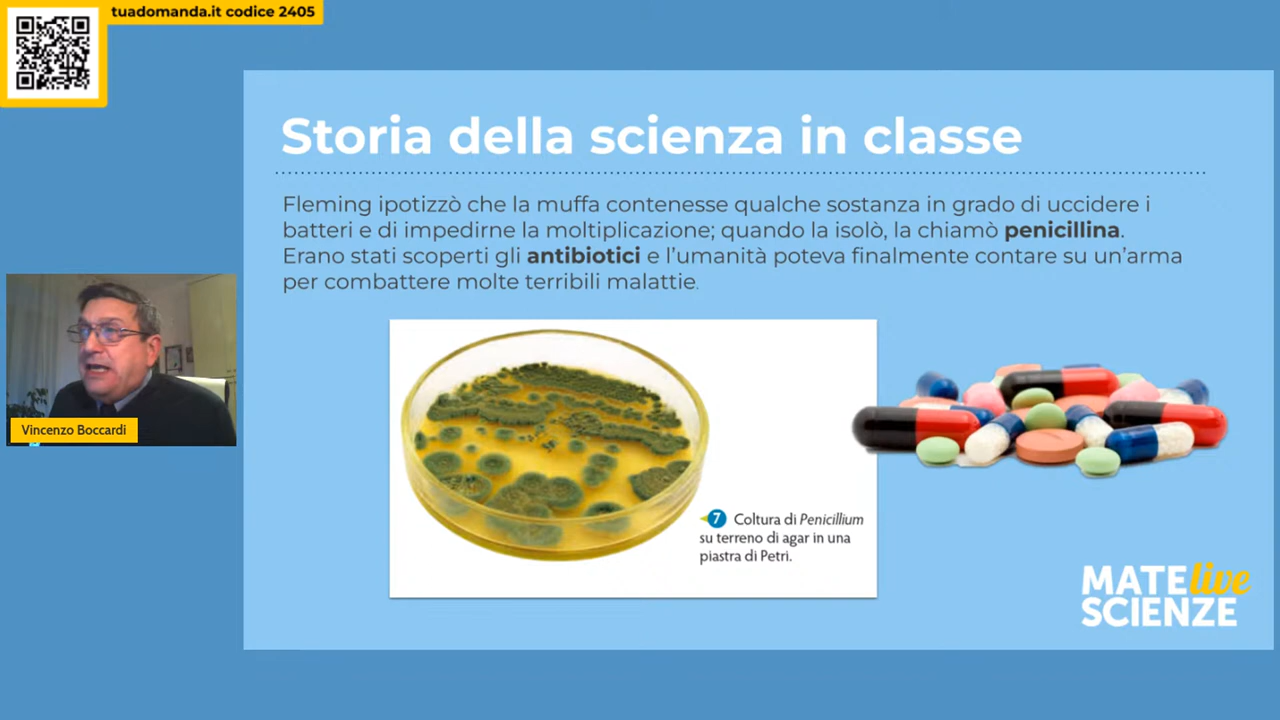 tuadomanda.it codice 2405
Storia della scienza in classe
Fleming ipotizzò che la muffa contenesse qualche sostanza in grado di uccidere i
batteri e di impedirne la moltiplicazione; quando la isolò, la chiamò penicillina.
Erano stati scoperti gli antibiotici e l’umanità poteva finalmente contare su un’arma
per combattere molte terribili malattie.
Vincenzo Boccardi
7 Coltura di Penicillium
su terreno di agar in una
piastra di Petri.
MATE live
SCIENZE